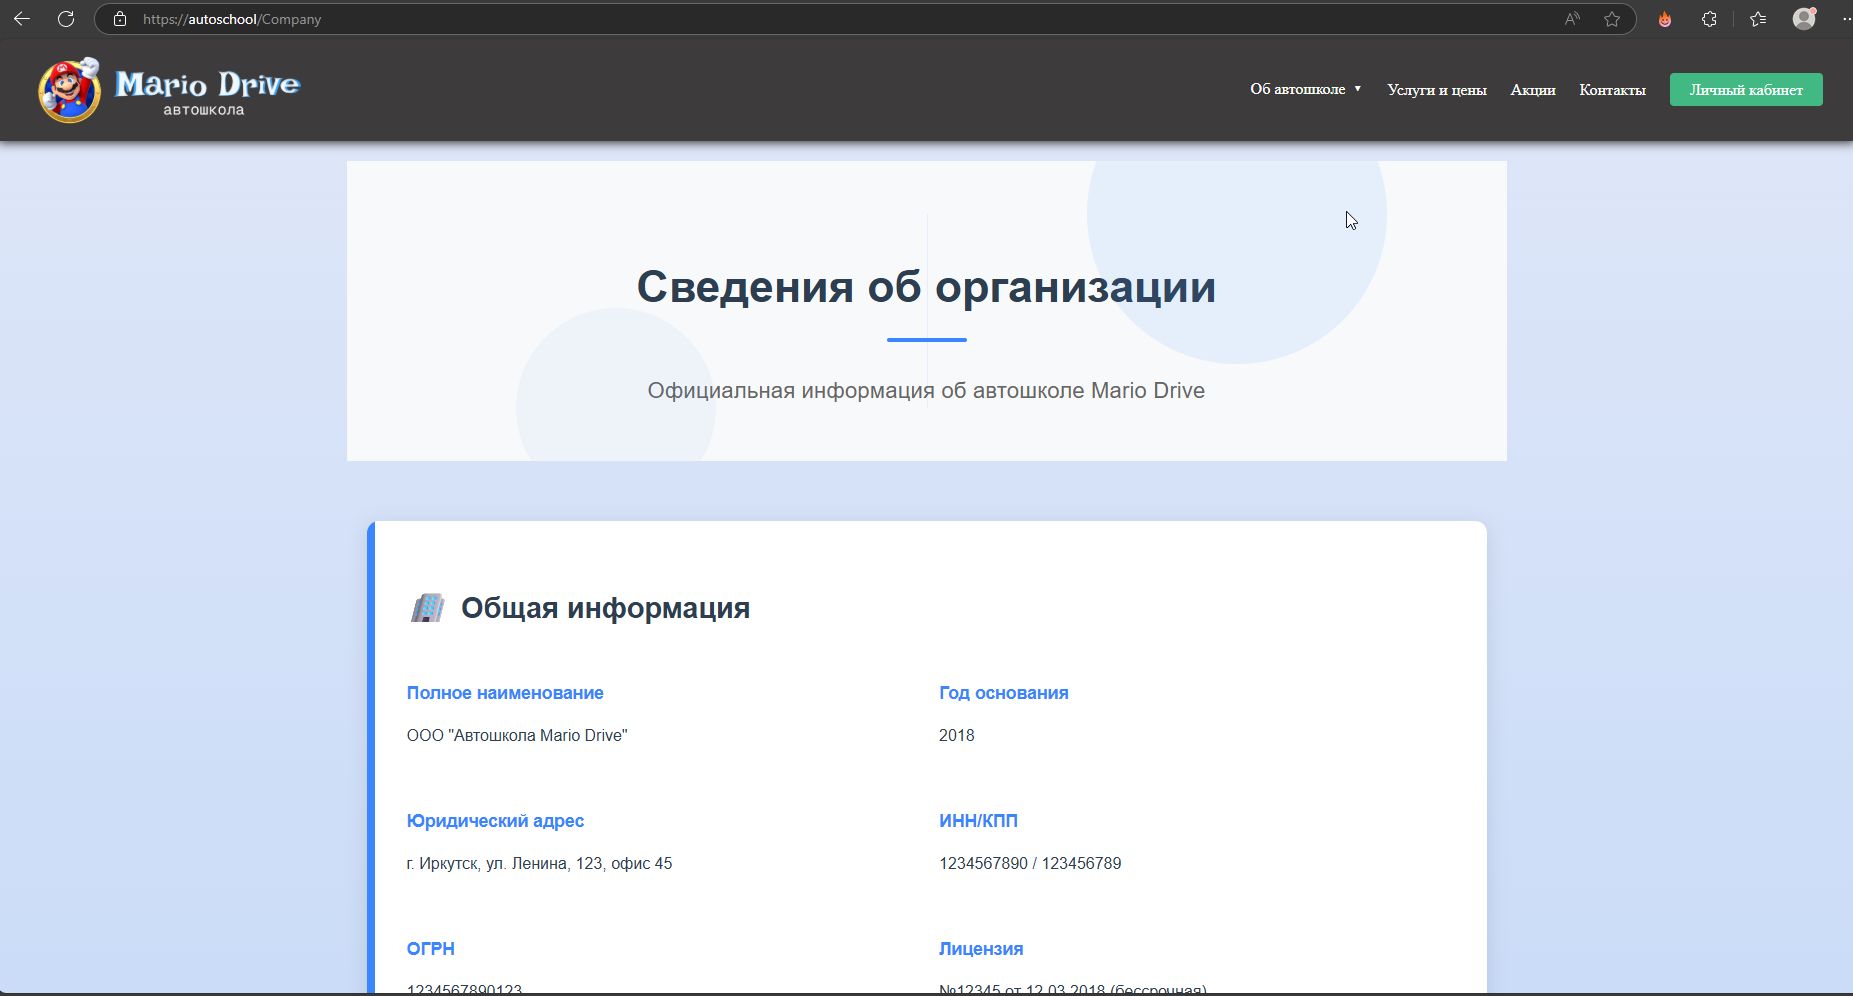 https://autoschool/Company
Mario Drive
автошкола
Об автошколе ▼ Услуги и цены Акции Контакты Личный кабинет
Сведения об организации
Официальная информация об автошколе Mario Drive
Общая информация
Полное наименование
ООО "Автошкола Mario Drive"
Год основания
2018
Юридический адрес
г. Иркутск, ул. Ленина, 123, офис 45
ИНН/КПП
1234567890 / 123456789
ОГРН
1234567890123
Лицензия
№12345 от 12.03.2018 (бессрочная)